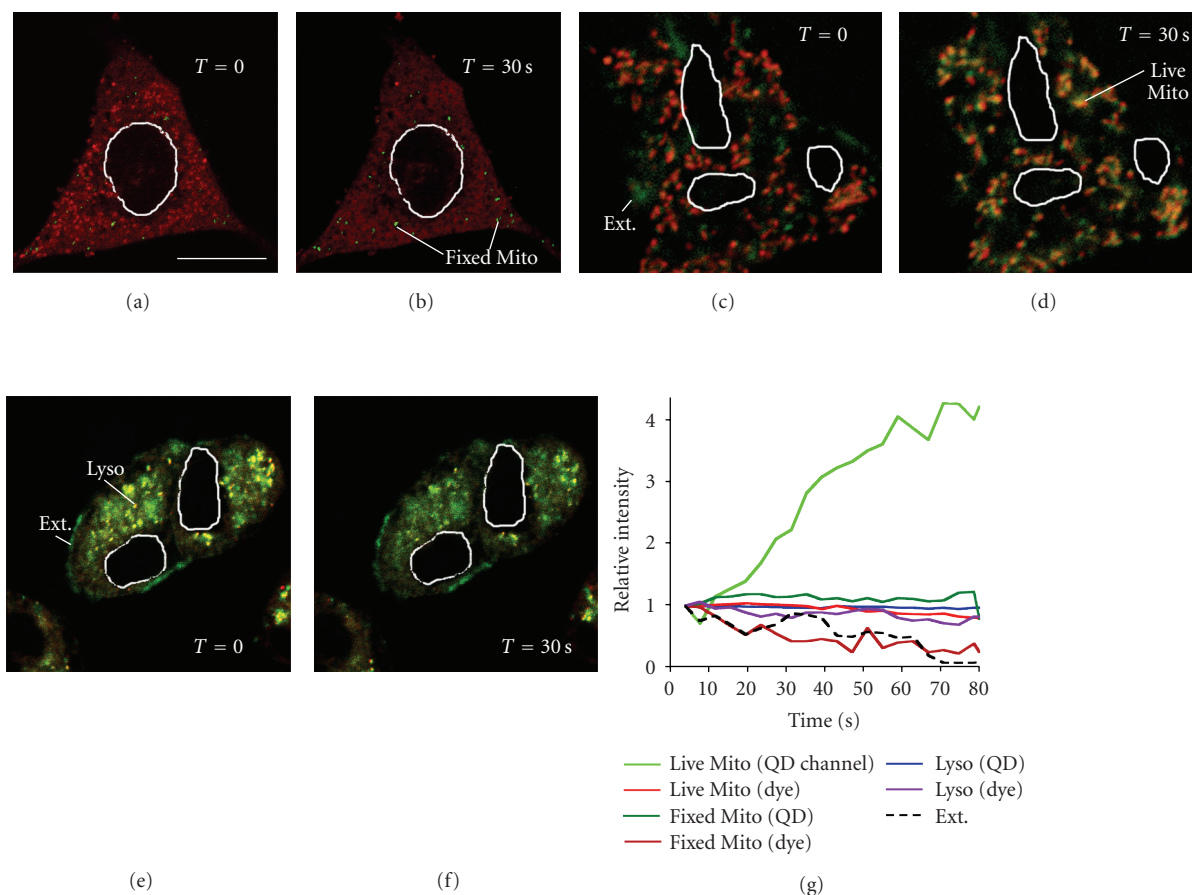 T = 0
T = 30 s
Fixed Mito
T = 0
Ext.
T = 30 s
Live
Mito
(a)
(b)
(c)
(d)
Lyso
Ext.
T = 0
T = 30 s
Relative intensity
4
3
2
1
0
0 10 20 30 40 50 60 70 80
Time (s)
Live Mito (QD channel)
Live Mito (dye)
Fixed Mito (QD)
Fixed Mito (dye)
Lyso (QD)
Lyso (dye)
Ext.
(e)
(f)
(g)